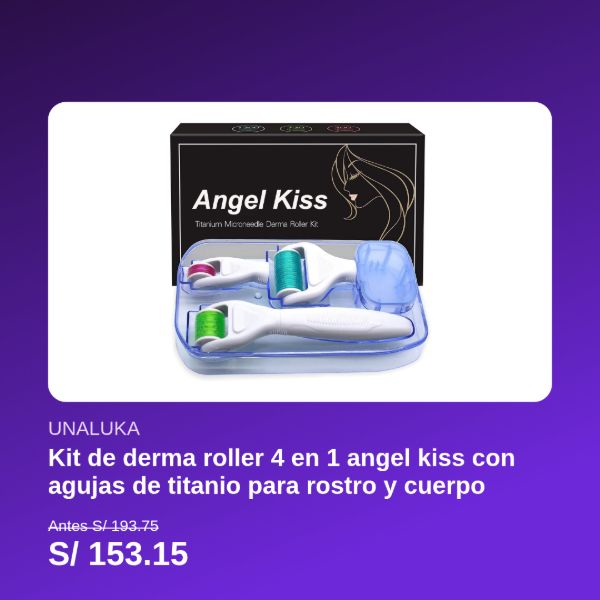 Angel Kiss
Titanium Microneedle Derma Roller Kit
UNALUKA
Kit de derma roller 4 en 1 angel kiss con
agujas de titanio para rostro y cuerpo
Antes S/ 193.75
S/ 153.15